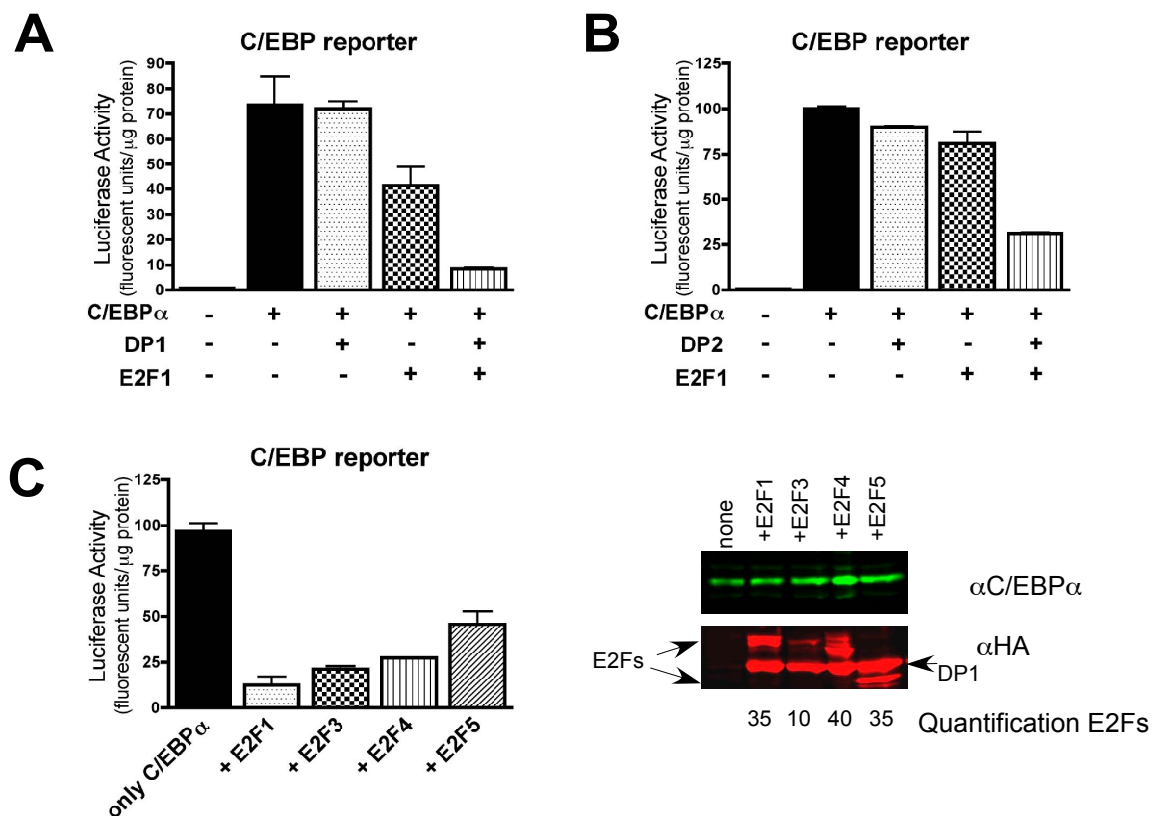 A
C/EBP reporter
Luciferase Activity
(fluorescent units/ μg protein)
90
80
70
60
50
40
30
20
10
0
C/EBPα - + + + +
DP1 - - + - +
E2F1 - - - + +
B
C/EBP reporter
Luciferase Activity
(fluorescent units/ μg protein)
125
100
75
50
25
0
C/EBPα - + + + +
DP2 - - + - +
E2F1 - - - + +
C
C/EBP reporter
Luciferase Activity
(fluorescent units/ μg protein)
125
100
75
50
25
0
only C/EBPα
+ E2F1
+ E2F3
+ E2F4
+ E2F5
none
+E2F1
+E2F3
+E2F4
+E2F5
αC/EBPα
αHA
E2Fs
DP1
35 10 40 35 Quantification E2Fs